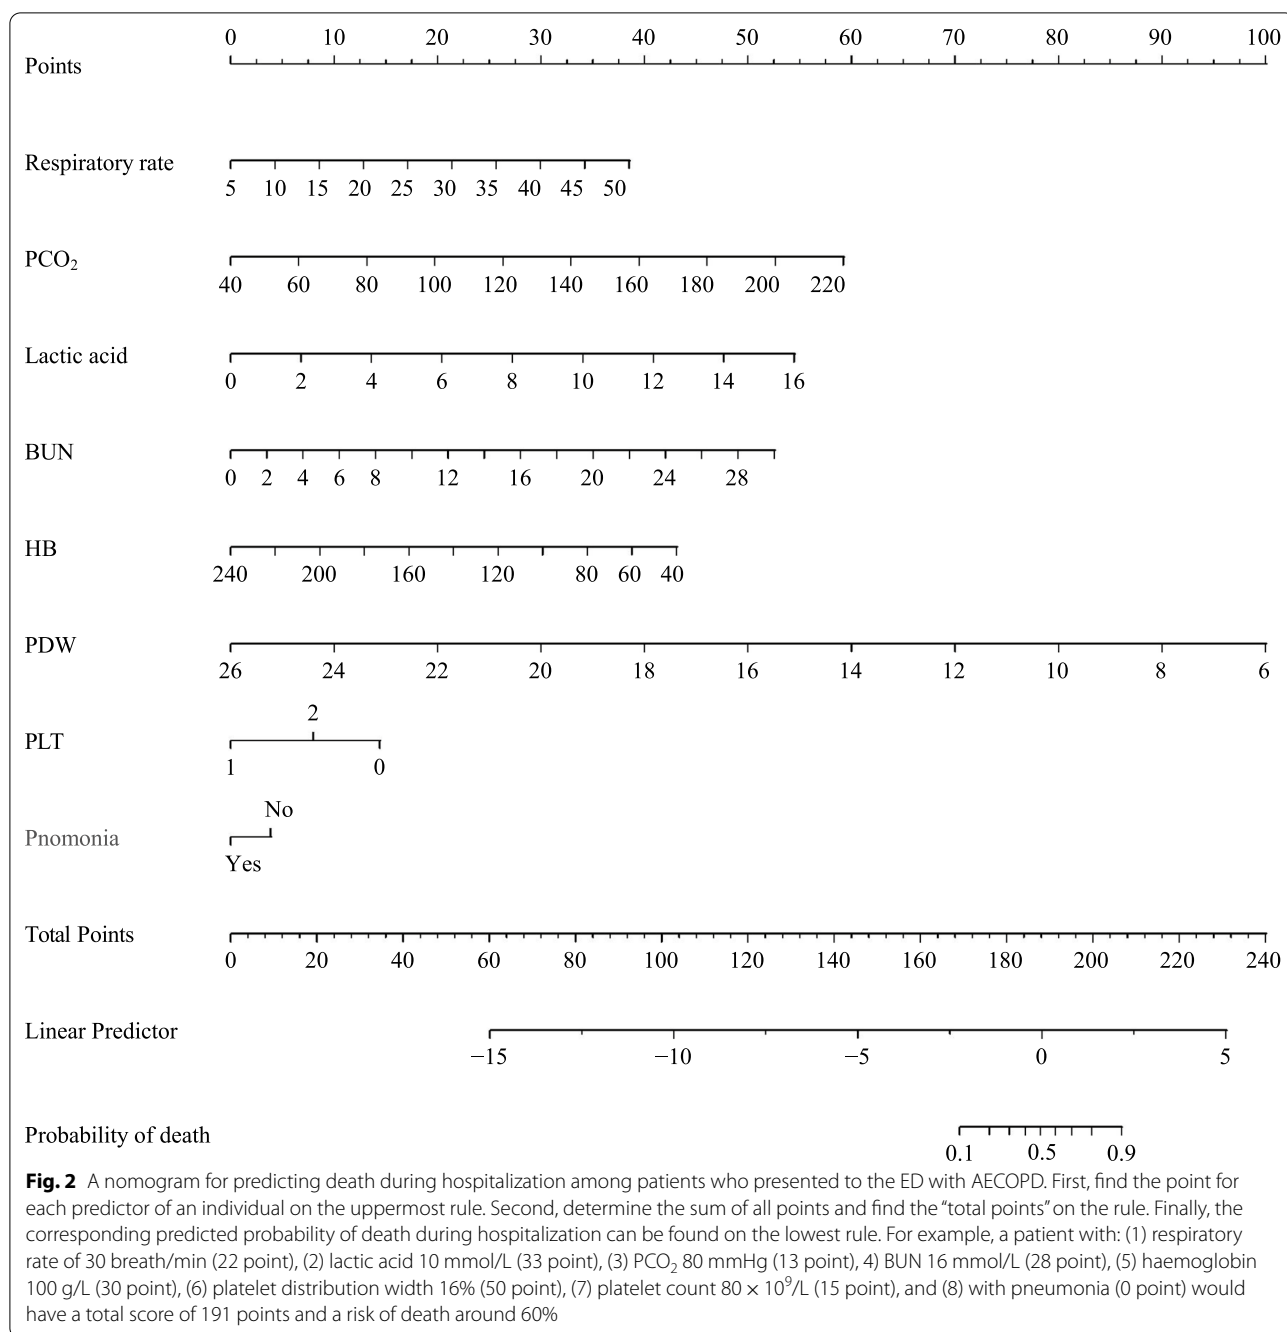 0 10 20 30 40 50 60 70 80 90 100
Points
Respiratory rate
5 10 15 20 25 30 35 40 45 50
PCO₂
40 60 80 100 120 140 160 180 200 220
Lactic acid
0 2 4 6 8 10 12 14 16
BUN
0 2 4 6 8 12 16 20 24 28
HB
240 200 160 120 80 60 40
PDW
26 24 22 20 18 16 14 12 10 8 6
2
PLT
1 0
No
Pnomonia
Yes
Total Points
0 20 40 60 80 100 120 140 160 180 200 220 240
Linear Predictor
−15 −10 −5 0 5
Probability of death
0.1 0.5 0.9
Fig. 2 A nomogram for predicting death during hospitalization among patients who presented to the ED with AECOPD. First, find the point for
each predictor of an individual on the uppermost rule. Second, determine the sum of all points and find the “total points” on the rule. Finally, the
corresponding predicted probability of death during hospitalization can be found on the lowest rule. For example, a patient with: (1) respiratory
rate of 30 breath/min (22 point), (2) lactic acid 10 mmol/L (33 point), (3) PCO₂ 80 mmHg (13 point), 4) BUN 16 mmol/L (28 point), (5) haemoglobin
100 g/L (30 point), (6) platelet distribution width 16% (50 point), (7) platelet count 80 × 10⁹/L (15 point), and (8) with pneumonia (0 point) would
have a total score of 191 points and a risk of death around 60%